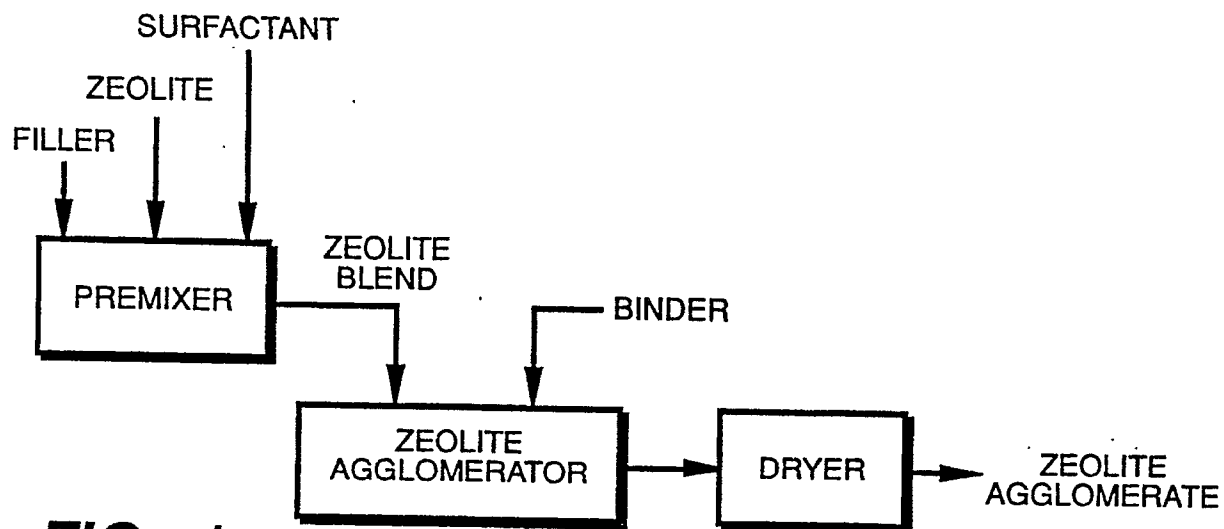 SURFACTANT
ZEOLITE
FILLER
PREMIXER
ZEOLITE
BLEND
BINDER
ZEOLITE
AGGLOMERATOR
DRYER
ZEOLITE
AGGLOMERATE